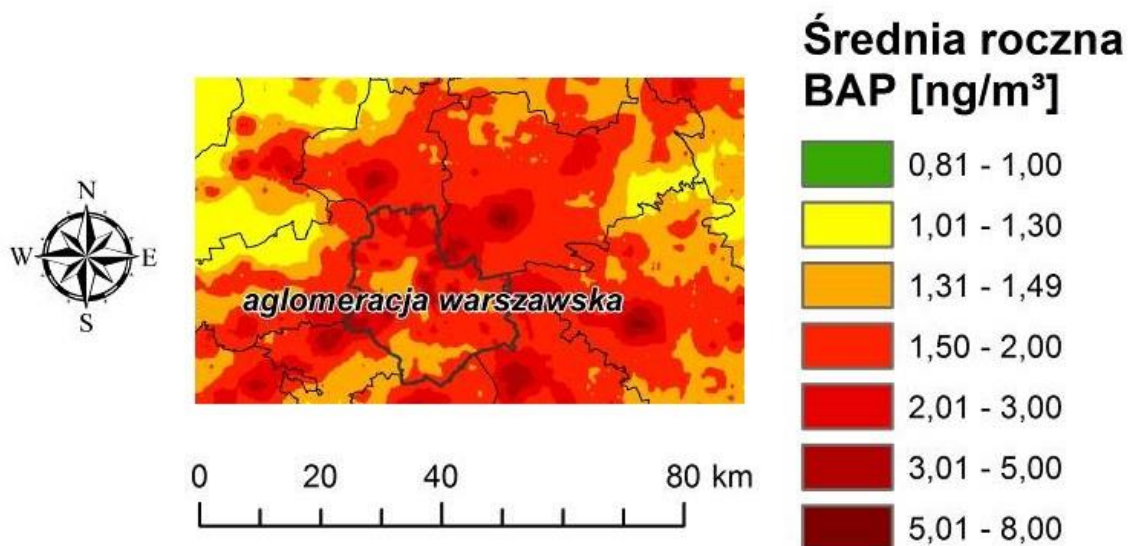 Średnia roczna
BAP [ng/m³]
0,81 - 1,00
1,01 - 1,30
1,31 - 1,49
1,50 - 2,00
2,01 - 3,00
3,01 - 5,00
5,01 - 8,00
N
W E
S
aglomeracja warszawska
0 20 40 80 km